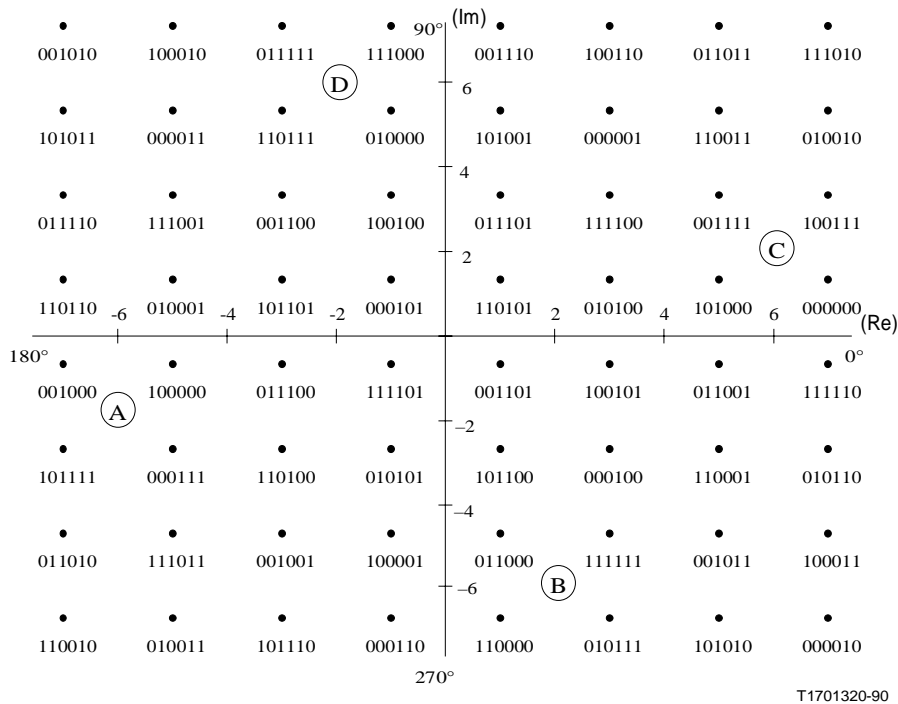 90° (Im)
001010 100010 011111 111000 001110 100110 011011 111010
D
6
101011 000011 110111 010000 101001 000001 110011 010010
4
011110 111001 001100 100100 011101 111100 001111 100111
C
2
110110 -6 010001 -4 101101 -2 000101 110101 2 010100 4 101000 6 000000
(Re)
180° 0°
001000 100000 011100 111101 001101 100101 011001 111110
A
–2
101111 000111 110100 010101 101100 000100 110001 010110
–4
011010 111011 001001 100001 011000 111111 001011 100011
B
–6
110010 010011 101110 000110 110000 010111 101010 000010
270°
T1701320-90